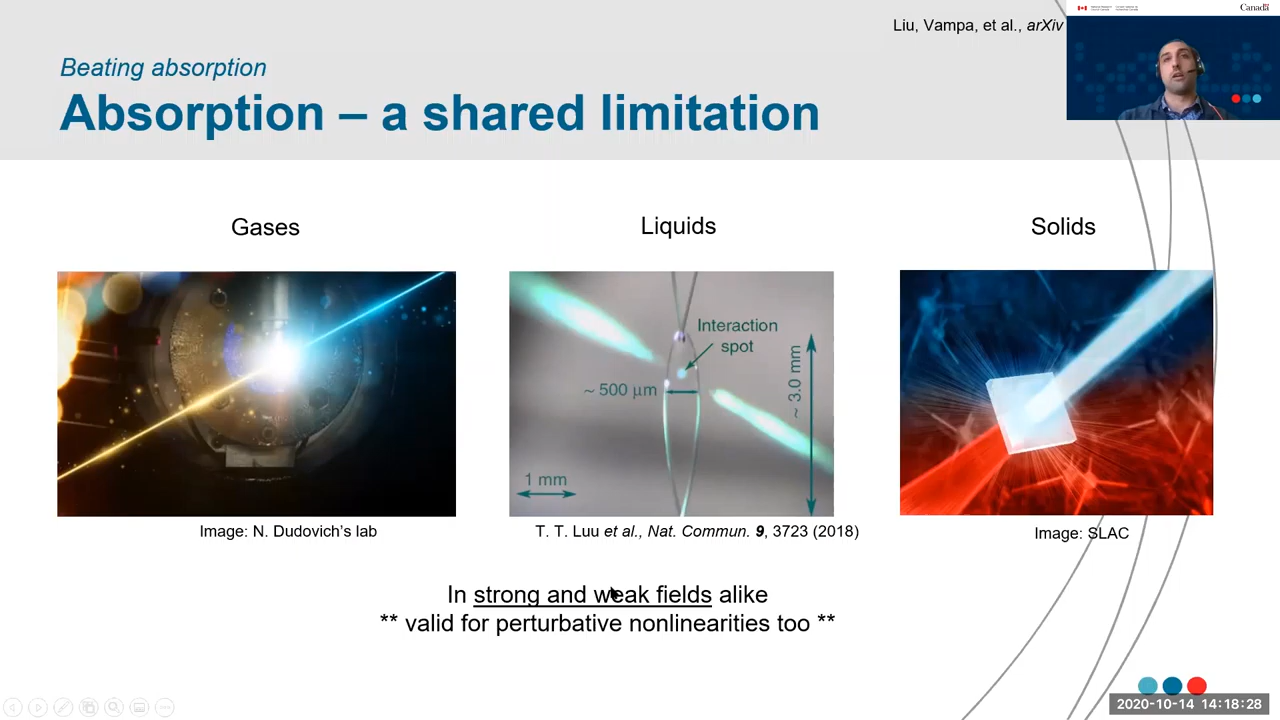 Liu, Vampa, et al., arXiv
Canada
Beating absorption
Absorption – a shared limitation
Gases
Liquids
Solids
Interaction
spot
~ 500 µm
~ 3.0 mm
1 mm
Image: N. Dudovich's lab
T. T. Luu et al., Nat. Commun. 9, 3723 (2018)
Image: SLAC
In strong and weak fields alike
** valid for perturbative nonlinearities too **
2020-10-14 14:18:28